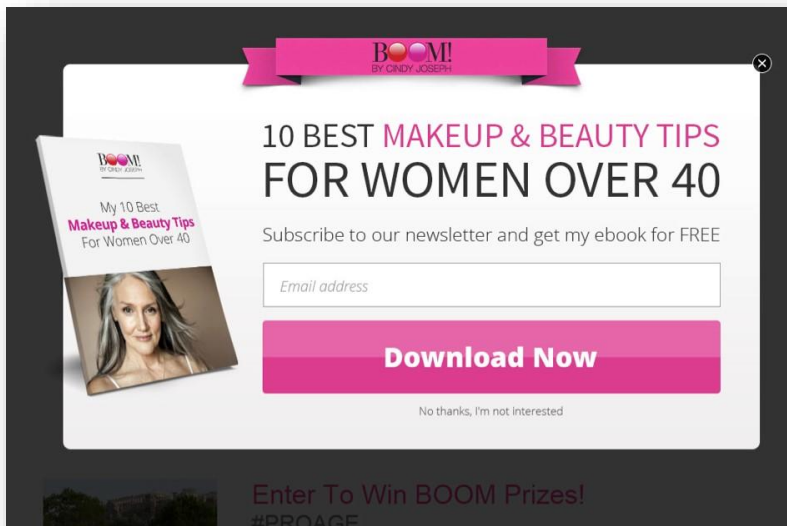 BOOM!
BY CINDY JOSEPH
10 BEST MAKEUP & BEAUTY TIPS
FOR WOMEN OVER 40
Subscribe to our newsletter and get my ebook for FREE
Email address
Download Now
No thanks, I'm not interested
BOOM!
BY CINDY JOSEPH
My 10 Best
Makeup & Beauty Tips
For Women Over 40
Enter To Win BOOM Prizes!
#PROAGE